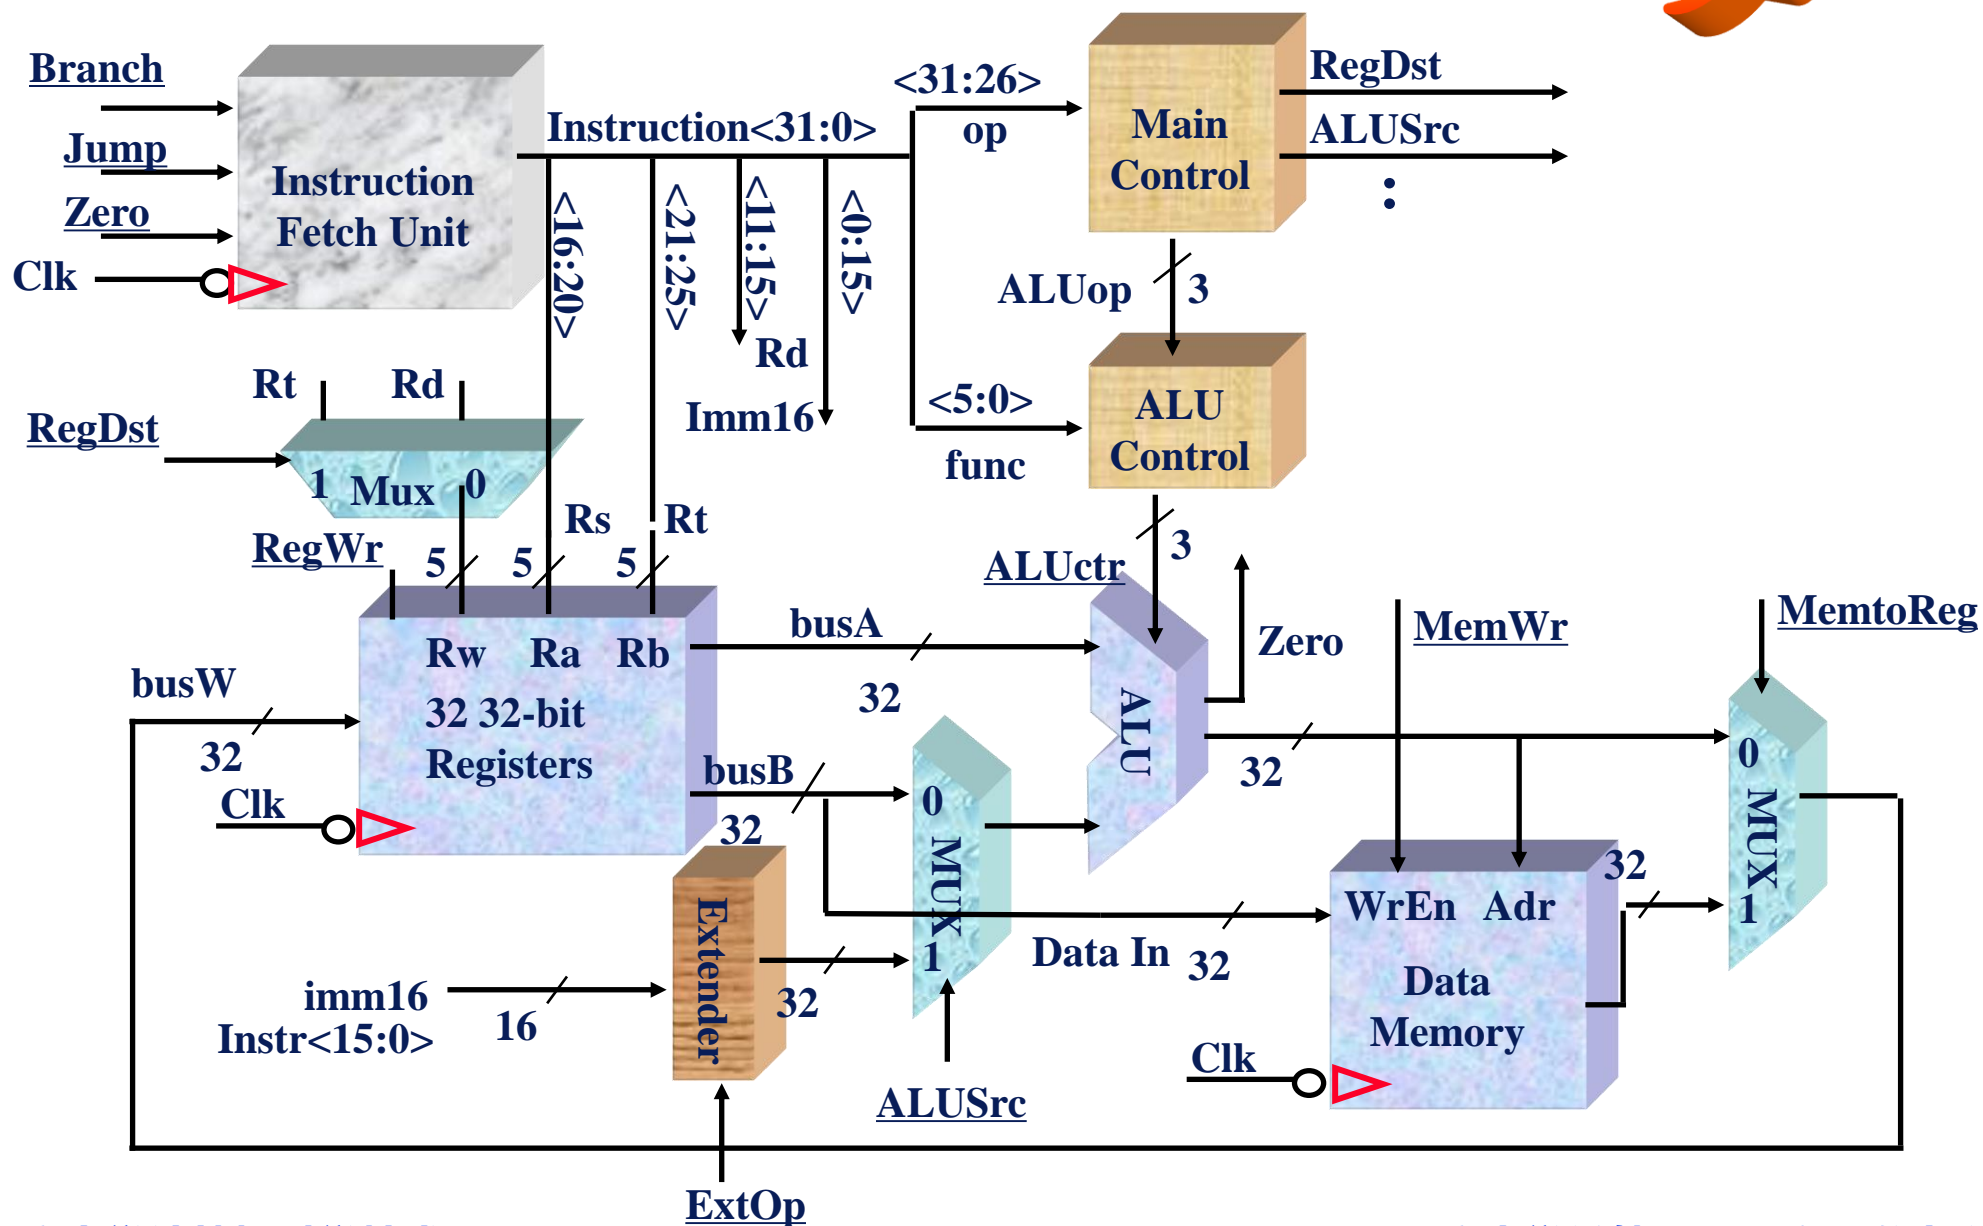 Branch
Jump
Zero
Clk
Instruction
Fetch Unit
Instruction<31:0>
<31:26>
op
Main
Control
RegDst
ALUSrc
:
<16:20>
<21:25>
<11:15>
<0:15>
Rd
Imm16
ALUop
3
<5:0>
func
ALU
Control
Rt
Rd
RegDst
1
Mux
0
RegWr
5
5
Rs
5
Rt
ALUctr
3
Zero
MemWr
MemtoReg
busW
32
Clk
Rw
Ra
Rb
32 32-bit
Registers
busA
32
busB
32
0
MUX
1
ALU
32
0
MUX
1
Extender
imm16
Instr<15:0>
16
32
Data In
32
WrEn
Adr
Data
Memory
32
Clk
ALUSrc
ExtOp